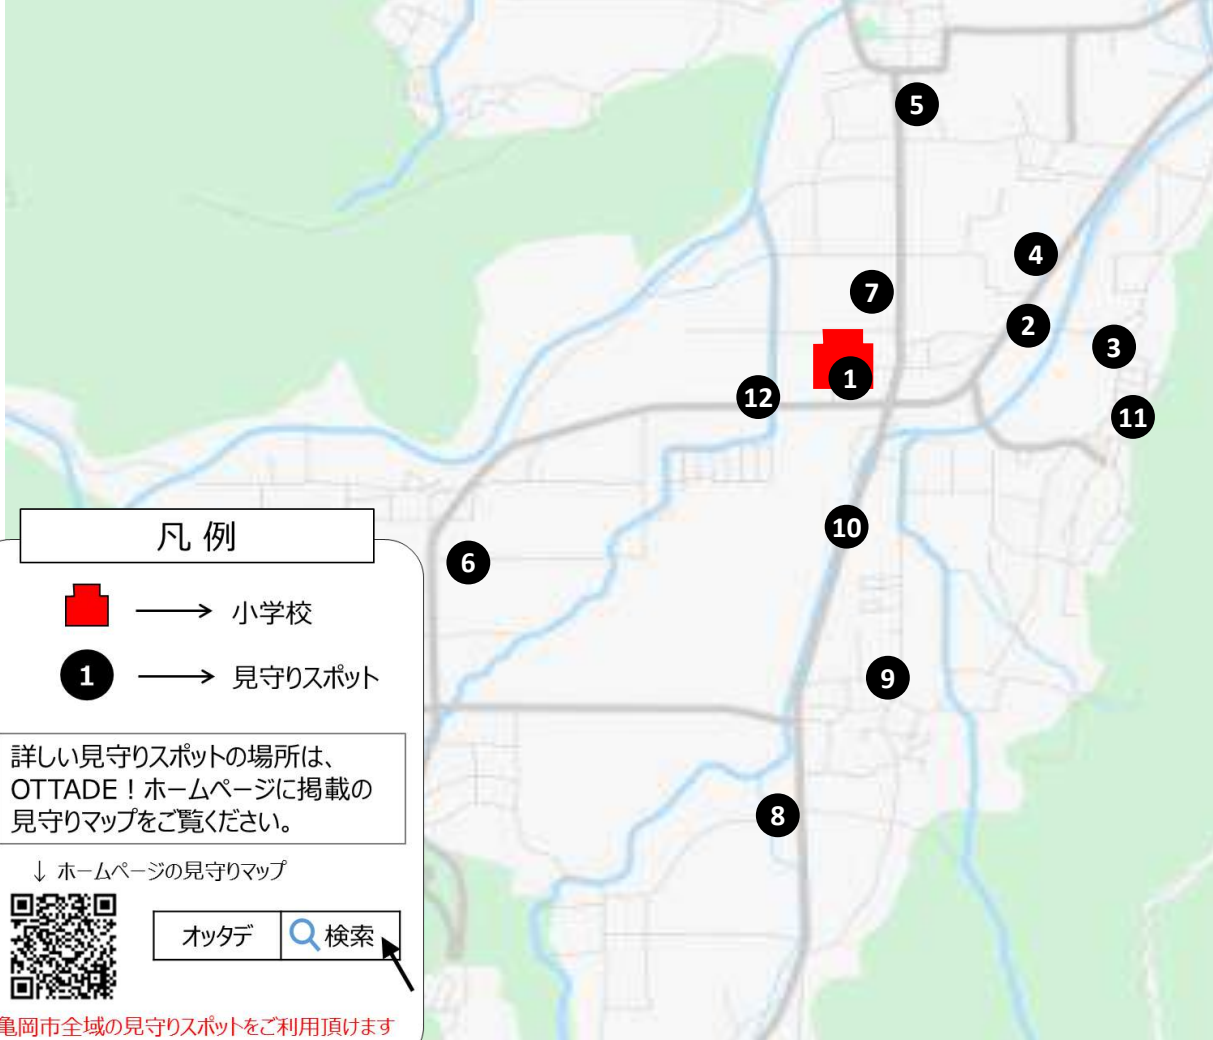 5
4
7
2
3
1
12
11
10
6
9
8
凡 例
小学校
1
見守りスポット
詳しい見守りスポットの場所は、
OTTADE！ホームページに掲載の
見守りマップをご覧ください。
↓ ホームページの見守りマップ
オッタデ
検索
亀岡市全域の見守りスポットをご利用頂けます